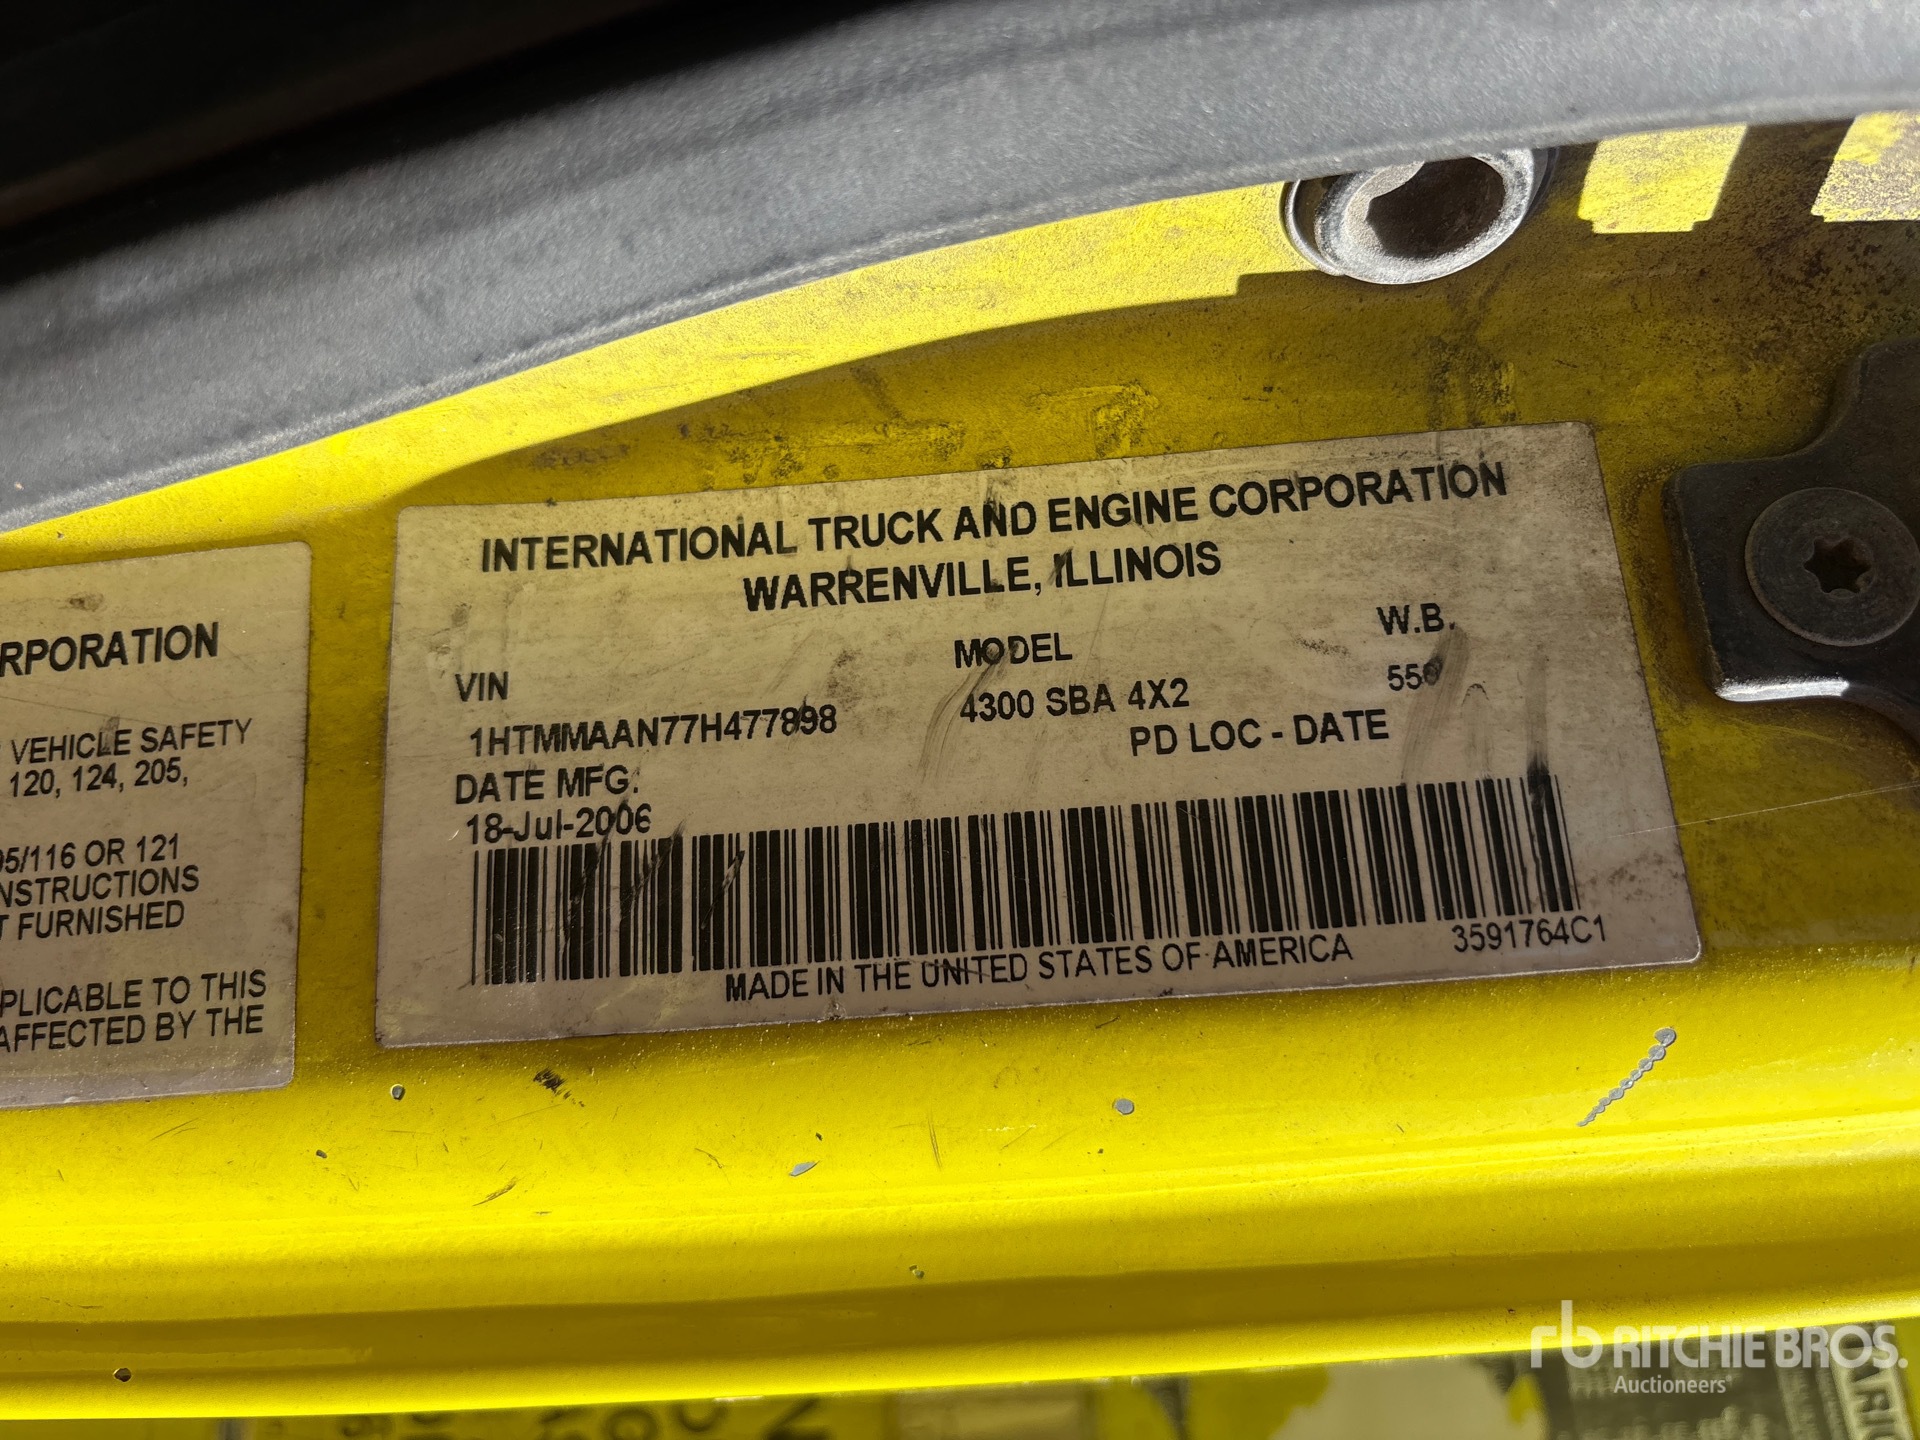 INTERNATIONAL TRUCK AND ENGINE CORPORATION
WARRENVILLE, ILLINOIS
VIN MODEL W.B.
1HTMMAAN77H477898 4300 SBA 4X2
DATE MFG: PD LOC - DATE
18-Jul-2006
MADE IN THE UNITED STATES OF AMERICA 3591764C1
RPORATION
VEHICLE SAFETY
120, 124, 205,
05/116 OR 121
NSTRUCTIONS
T FURNISHED
PLICABLE TO THIS
AFFECTED BY THE
rb RITCHIE BROS.
Auctioneers